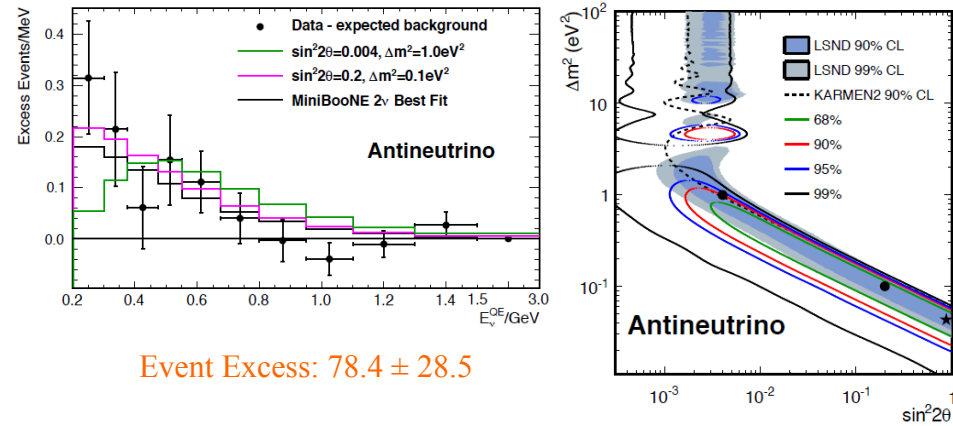 Excess Events/MeV
0.4
0.3
0.2
0.1
0.0
Data - expected background
sin²2θ=0.004, Δm²=1.0eV²
sin²2θ=0.2, Δm²=0.1eV²
MiniBooNE 2ν Best Fit
Antineutrino
0.2 0.4 0.6 0.8 1.0 1.2 1.4 1.5 3.0
E_ν^QE/GeV
Event Excess: 78.4 ± 28.5
Δm² (eV²)
10²
10
1
10⁻¹
LSND 90% CL
LSND 99% CL
KARMEN2 90% CL
68%
90%
95%
99%
Antineutrino
10⁻³ 10⁻² 10⁻¹ 1
sin²2θ